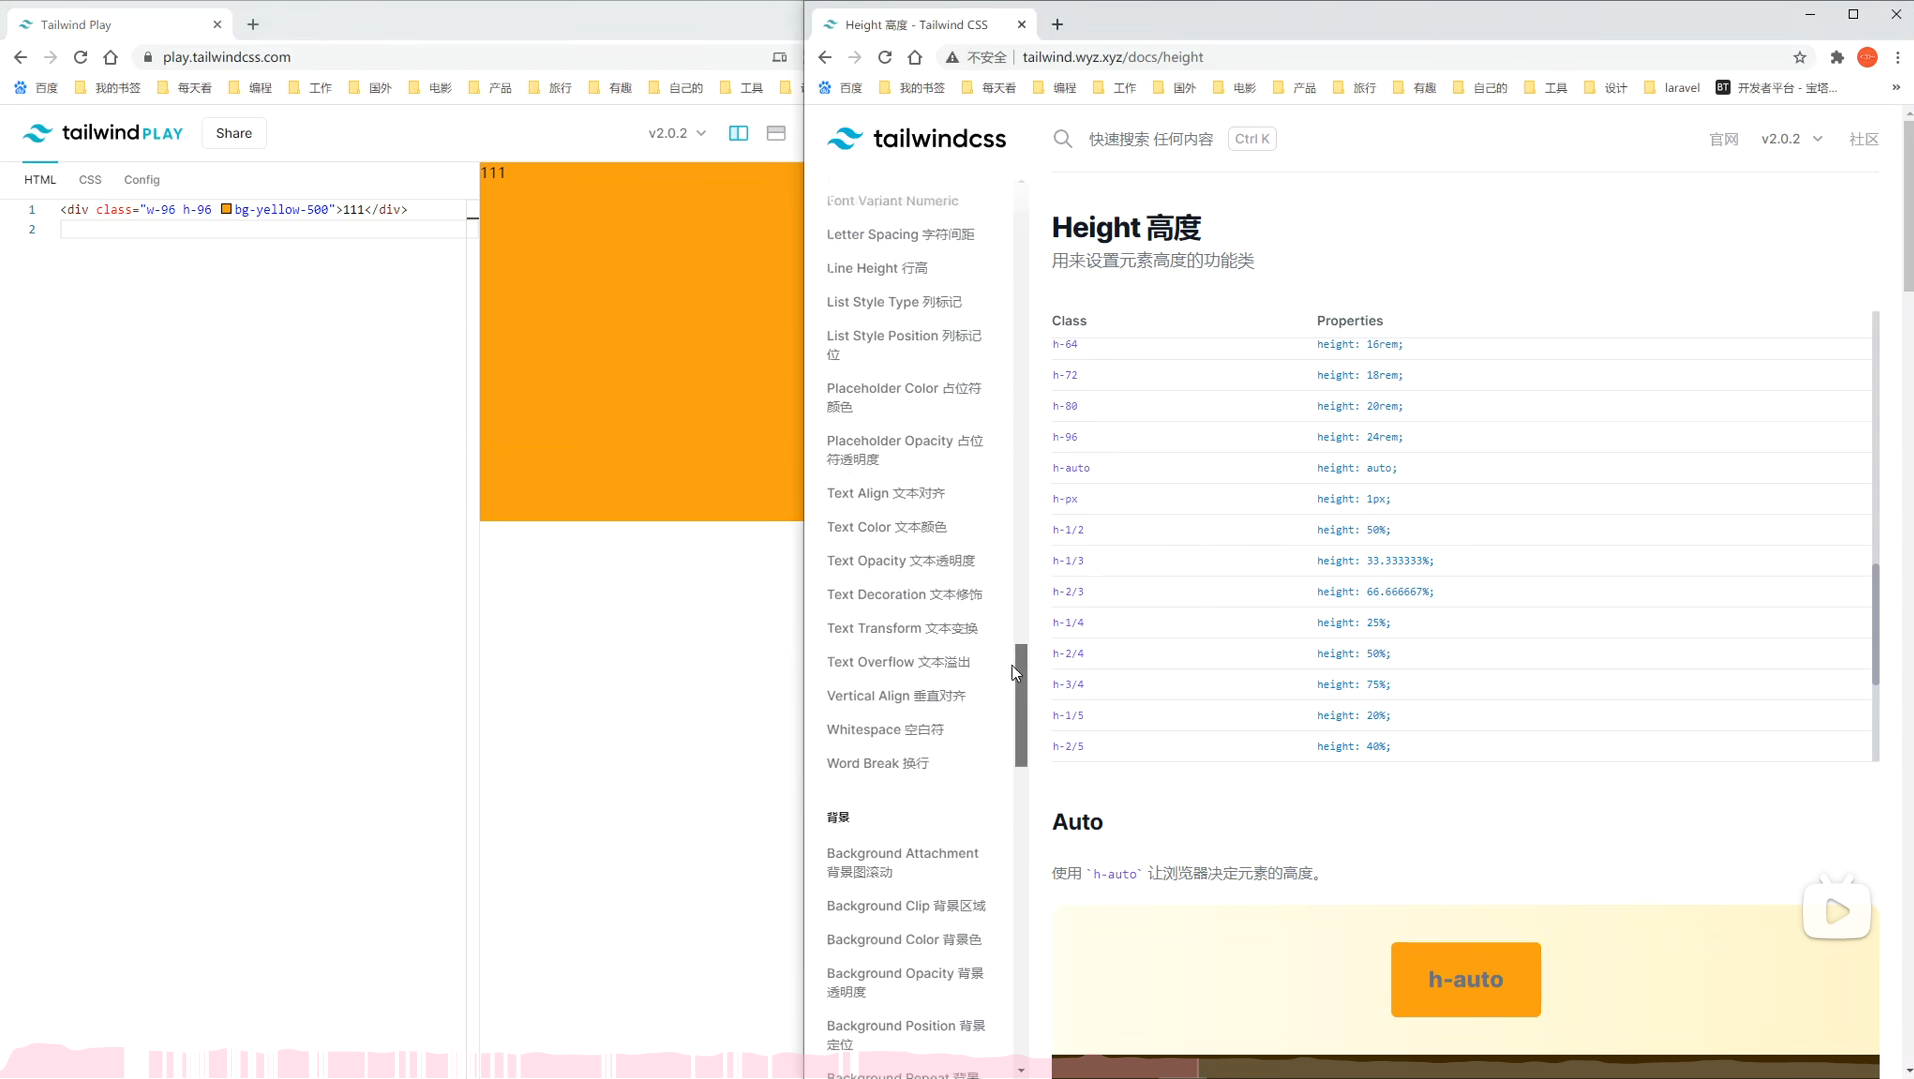 Tailwind Play
play.tailwindcss.com
百度 我的书签 每天看 编程 工作 国外 电影 产品 旅行 有趣 自己的 工具
tailwind PLAY Share v2.0.2
HTML CSS Config
1 <div class="w-96 h-96 bg-yellow-500">111</div>
2
111
Height 高度 - Tailwind CSS
不安全 tailwind.wyz.xyz/docs/height
百度 我的书签 每天看 编程 工作 国外 电影 产品 旅行 有趣 自己的 工具 设计 laravel BT 开发者平台 - 宝塔... »
tailwindcss
快速搜索 任何内容 Ctrl K
官网 v2.0.2 社区
Font Variant Numeric
Letter Spacing 字符间距
Line Height 行高
List Style Type 列标记
List Style Position 列标记
位
Placeholder Color 占位符
颜色
Placeholder Opacity 占位
符透明度
Text Align 文本对齐
Text Color 文本颜色
Text Opacity 文本透明度
Text Decoration 文本修饰
Text Transform 文本变换
Text Overflow 文本溢出
Vertical Align 垂直对齐
Whitespace 空白符
Word Break 换行
背景
Background Attachment
背景图滚动
Background Clip 背景区域
Background Color 背景色
Background Opacity 背景
透明度
Background Position 背景
定位
Background Repeat 背景
Height 高度
用来设置元素高度的功能类
Class Properties
h-64 height: 16rem;
h-72 height: 18rem;
h-80 height: 20rem;
h-96 height: 24rem;
h-auto height: auto;
h-px height: 1px;
h-1/2 height: 50%;
h-1/3 height: 33.333333%;
h-2/3 height: 66.666667%;
h-1/4 height: 25%;
h-2/4 height: 50%;
h-3/4 height: 75%;
h-1/5 height: 20%;
h-2/5 height: 40%;
Auto
使用 `h-auto` 让浏览器决定元素的高度。
h-auto